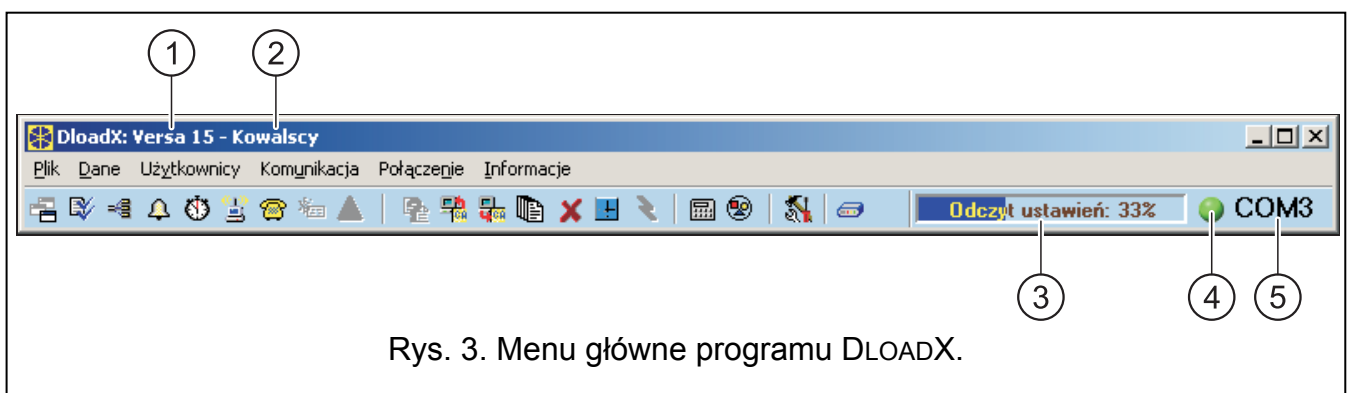 1 2
DloadX: Versa 15 - Kowalscy
Plik Dane Użytkownicy Komunikacja Połączenie Informacje
Odczyt ustawień: 33% COM3
3 4 5
Rys. 3. Menu główne programu DLOADX.